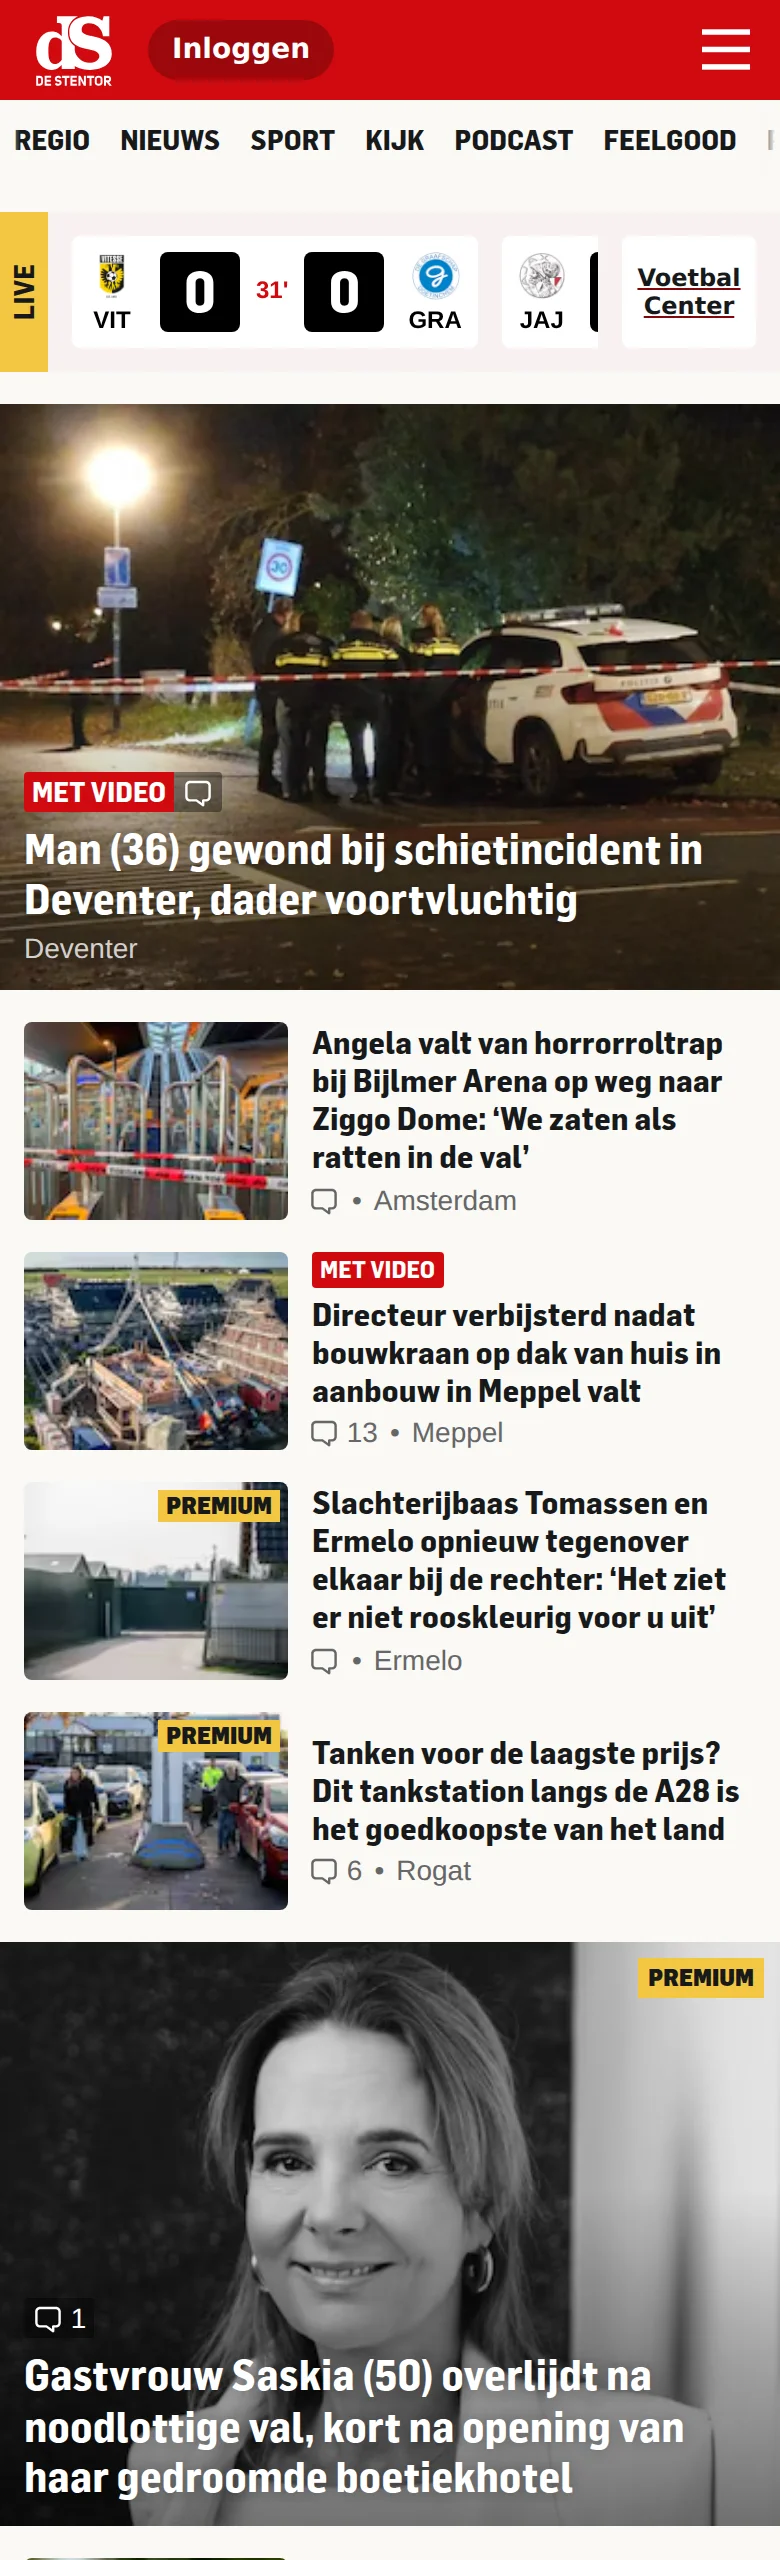 dS
DE STENTOR
Inloggen
REGIO NIEUWS SPORT KIJK PODCAST FEELGOOD
LIVE
VITESSE
VIT
0
31'
0
GRA
JAJ
Voetbal
Center
30
POLITIE
MET VIDEO
Man (36) gewond bij schietincident in
Deventer, dader voortvluchtig
Deventer
Angela valt van horrorroltrap
bij Bijlmer Arena op weg naar
Ziggo Dome: ‘We zaten als
ratten in de val’
• Amsterdam
MET VIDEO
Directeur verbijsterd nadat
bouwkraan op dak van huis in
aanbouw in Meppel valt
13 • Meppel
PREMIUM
Slachterijbaas Tomassen en
Ermelo opnieuw tegenover
elkaar bij de rechter: ‘Het ziet
er niet rooskleurig voor u uit’
• Ermelo
PREMIUM
Tanken voor de laagste prijs?
Dit tankstation langs de A28 is
het goedkoopste van het land
6 • Rogat
PREMIUM
1
Gastvrouw Saskia (50) overlijdt na
noodlottige val, kort na opening van
haar gedroomde boetiekhotel